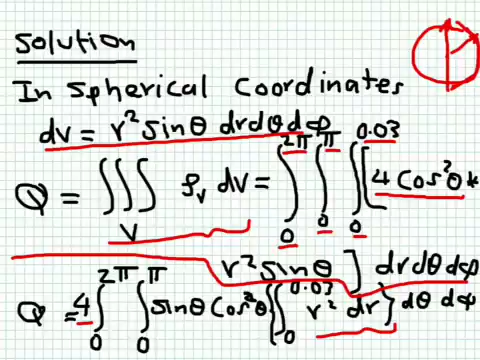 Solution
In Spherical Coordinates
dv = r² sinθ dr dθ dφ
Q = ∭_V ρ_v dV = ∫_0^{2π} ∫_0^{π} ∫_0^{0.03} [4 Cos²θ *
r² sinθ ] dr dθ dφ
Q = 4 ∫_0^{2π} ∫_0^{π} sinθ Cos²θ { ∫_0^{0.03} r² dr } dθ dφ